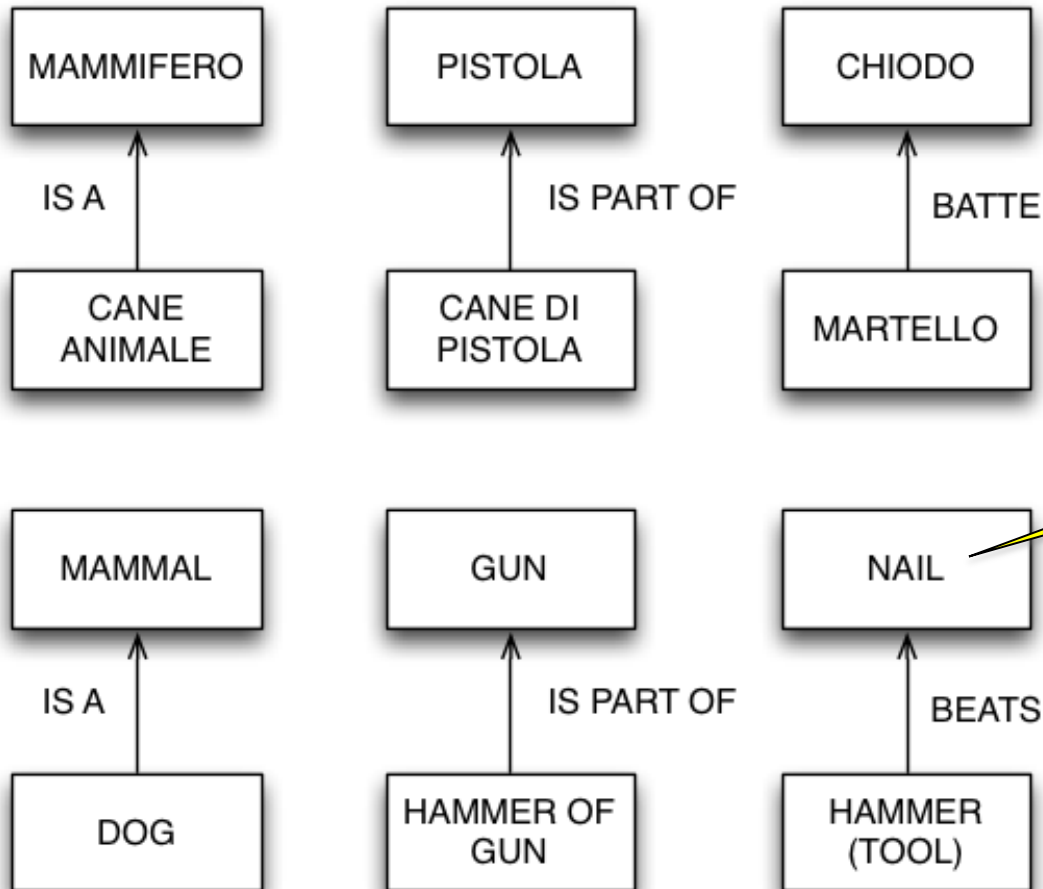 MAMMIFERO
PISTOLA
CHIODO
IS A
IS PART OF
BATTE
CANE
ANIMALE
CANE DI
PISTOLA
MARTELLO
MAMMAL
GUN
NAIL
IS A
IS PART OF
BEATS
DOG
HAMMER OF
GUN
HAMMER
(TOOL)